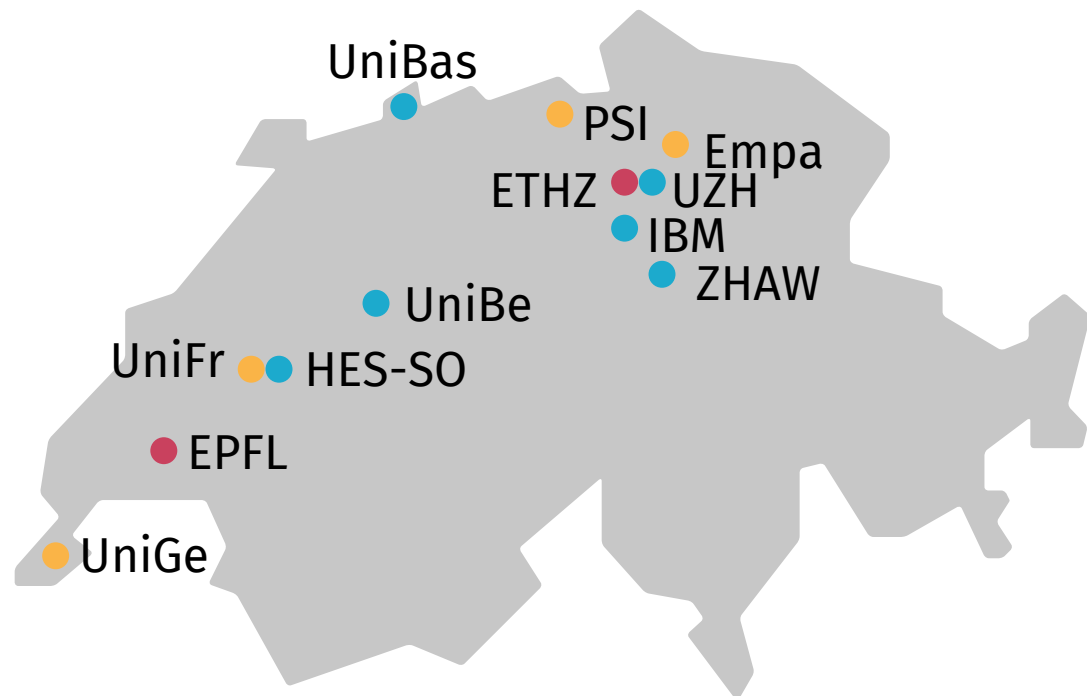 UniBas
PSI
Empa
ETHZ
UZH
IBM
ZHAW
UniBe
UniFr
HES-SO
EPFL
UniGe